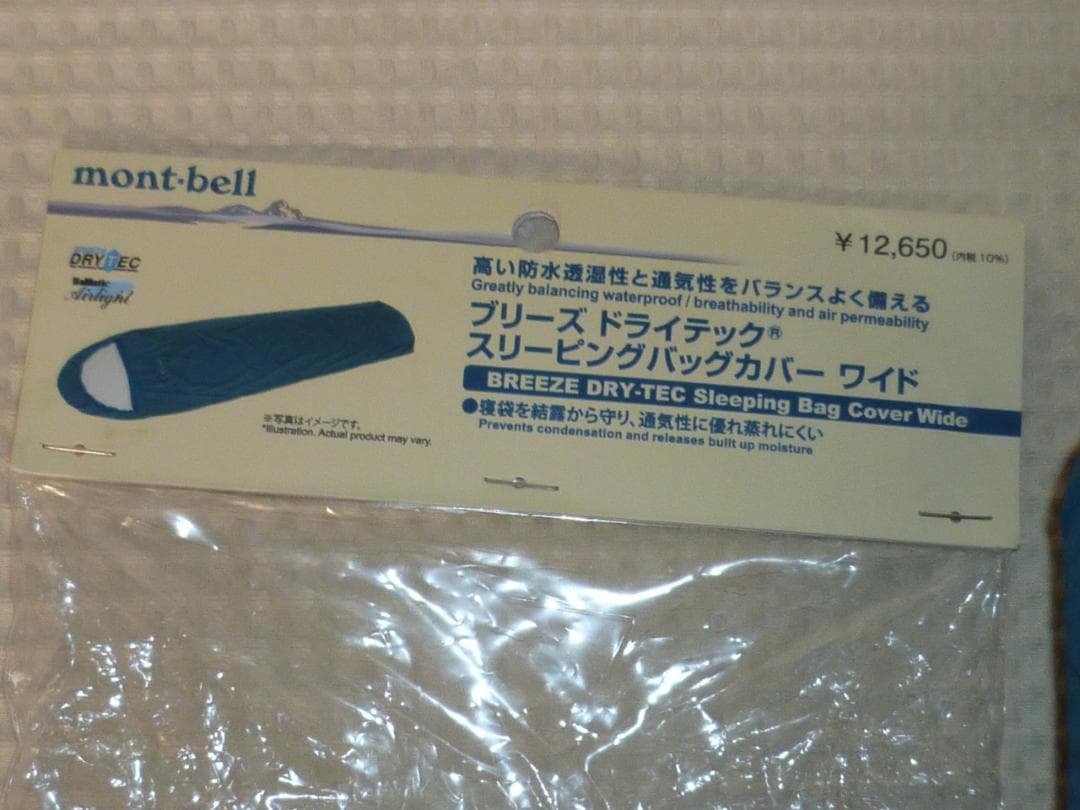 mont·bell
¥12,650 (内税10%)
DRY TEC
Ballistic
Airlight
高い防水透湿性と通気性をバランスよく備える
Greatly balancing waterproof / breathability and air permeability
ブリーズ ドライテック®
スリーピングバッグカバー ワイド
BREEZE DRY-TEC Sleeping Bag Cover Wide
●寝袋を結露から守り、通気性に優れ蒸れにくい
Prevents condensation and releases built up moisture
※写真はイメージです。
*Illustration. Actual product may vary.